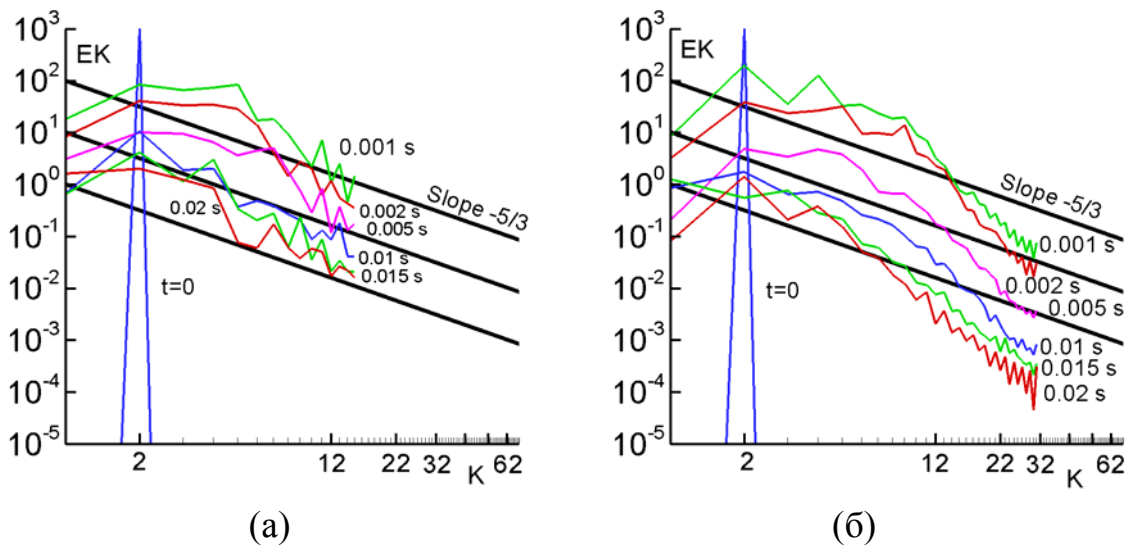 10³
EK
10²
10¹
0.001 s
10⁰
Slope -5/3
0.02 s
0.002 s
10⁻¹
0.005 s
0.01 s
10⁻²
0.015 s
t=0
10⁻³
10⁻⁴
10⁻⁵
2
12
22
32
62
K
(а)
10³
EK
10²
10¹
10⁰
Slope -5/3
10⁻¹
0.001 s
10⁻²
0.002 s
t=0
0.005 s
10⁻³
0.01 s
0.015 s
10⁻⁴
0.02 s
10⁻⁵
2
12
22
32
62
K
(б)